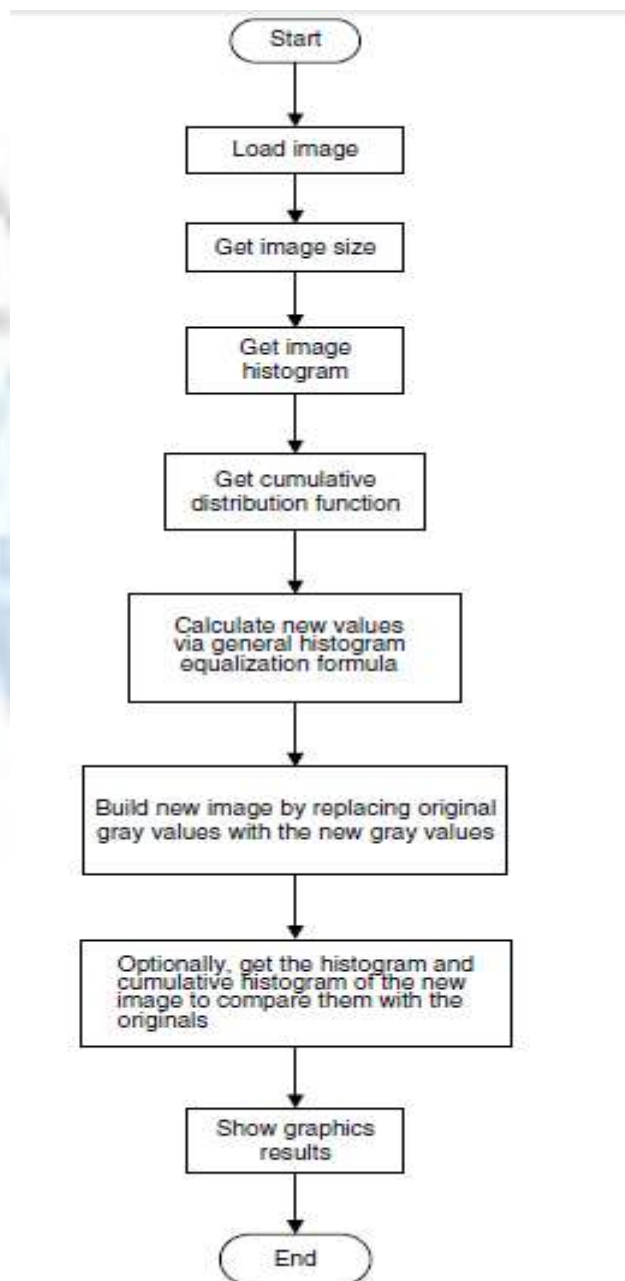 Start
Load image
Get image size
Get image
histogram
Get cumulative
distribution function
Calculate new values
via general histogram
equalization formula
Build new image by replacing original
gray values with the new gray values
Optionally, get the histogram and
cumulative histogram of the new
image to compare them with the
originals
Show graphics
results
End